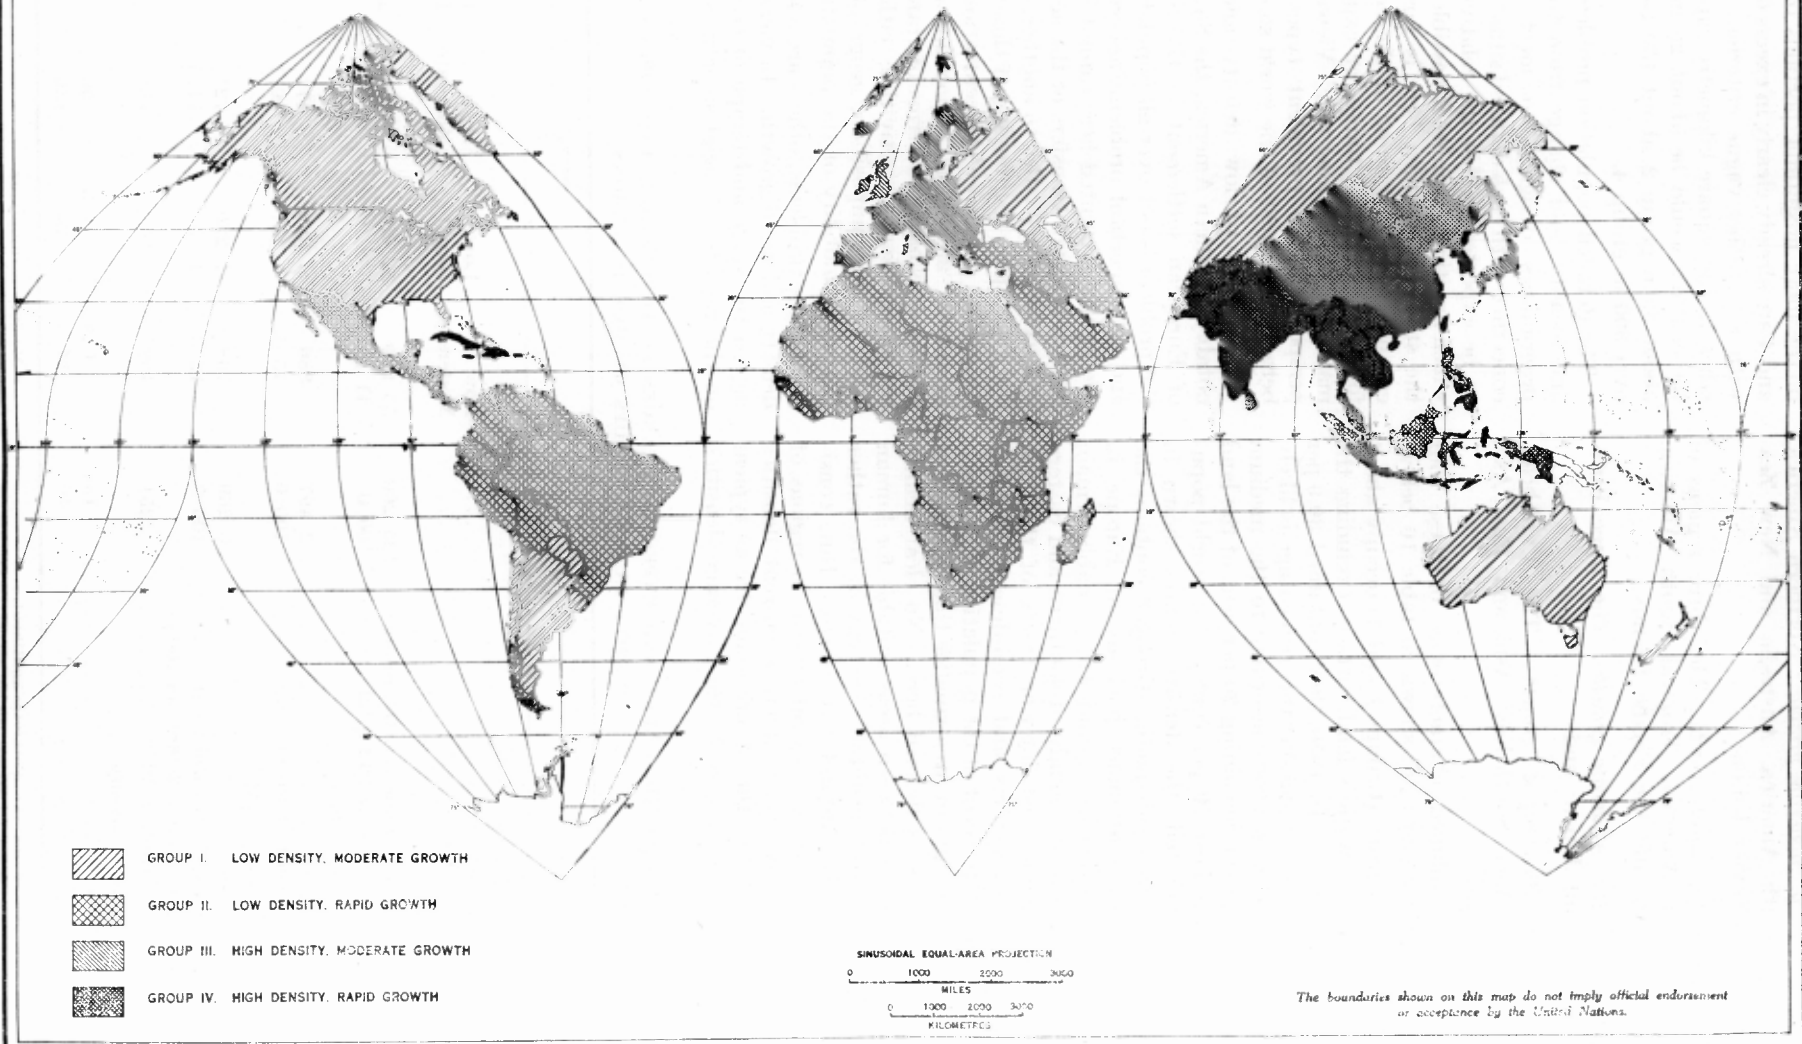 GROUP I. LOW DENSITY, MODERATE GROWTH
GROUP II. LOW DENSITY, RAPID GROWTH
GROUP III. HIGH DENSITY, MODERATE GROWTH
GROUP IV. HIGH DENSITY, RAPID GROWTH
SINUSOIDAL EQUAL-AREA PROJECTION
0 1000 2000 3000
MILES
0 1000 2000 3000
KILOMETRES
The boundaries shown on this map do not imply official endorsement
or acceptance by the United Nations.